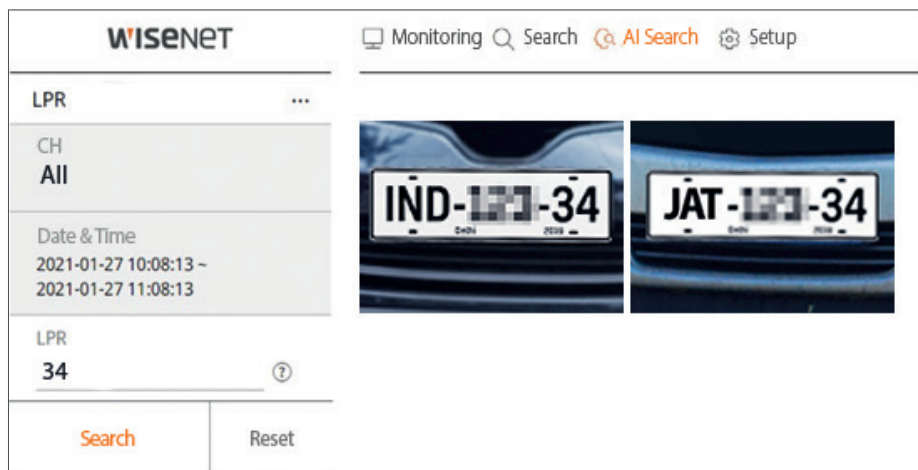 WISENET
Monitoring Search AI Search Setup
LPR ...
CH
All
Date & Time
2021-01-27 10:08:13 ~
2021-01-27 11:08:13
LPR
34 ?
Search Reset
IND- -34
JAT- -34